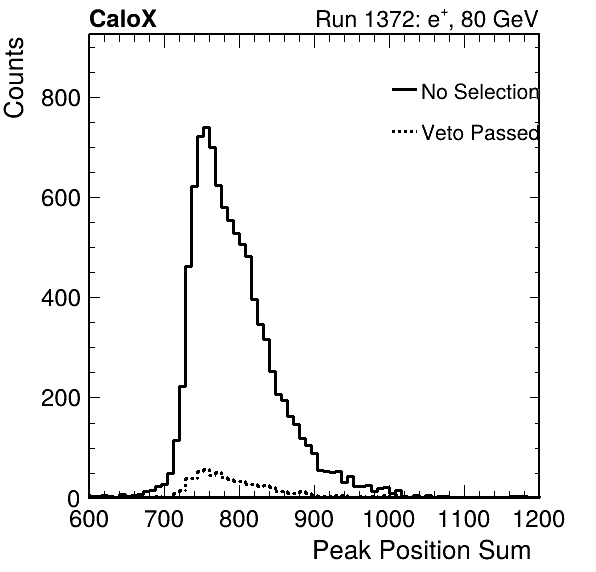 CaloX Run 1372: e⁺, 80 GeV
Counts
No Selection
Veto Passed
800
600
400
200
0
600 700 800 900 1000 1100 1200
Peak Position Sum